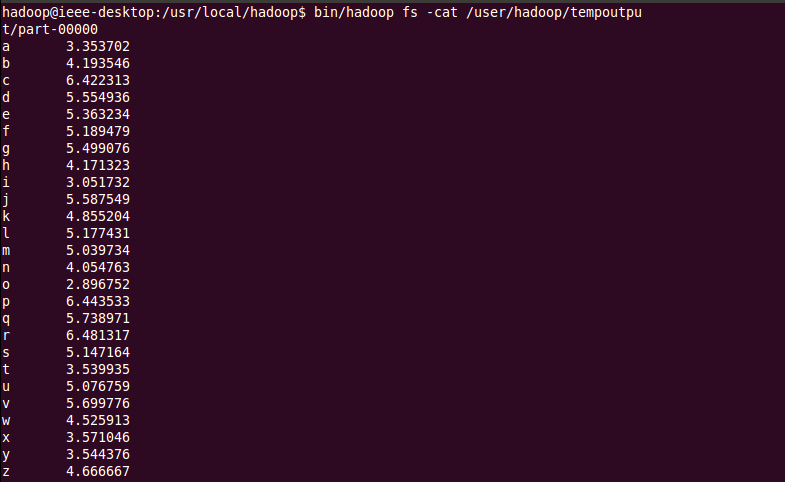 hadoop@ieee-desktop:/usr/local/hadoop$ bin/hadoop fs -cat /user/hadoop/tempoutpu
t/part-00000
a       3.353702
b       4.193546
c       6.422313
d       5.554936
e       5.363234
f       5.189479
g       5.499076
h       4.171323
i       3.051732
j       5.587549
k       4.855204
l       5.177431
m       5.039734
n       4.054763
o       2.896752
p       6.443533
q       5.738971
r       6.481317
s       5.147164
t       3.539935
u       5.076759
v       5.699776
w       4.525913
x       3.571046
y       3.544376
z       4.666667